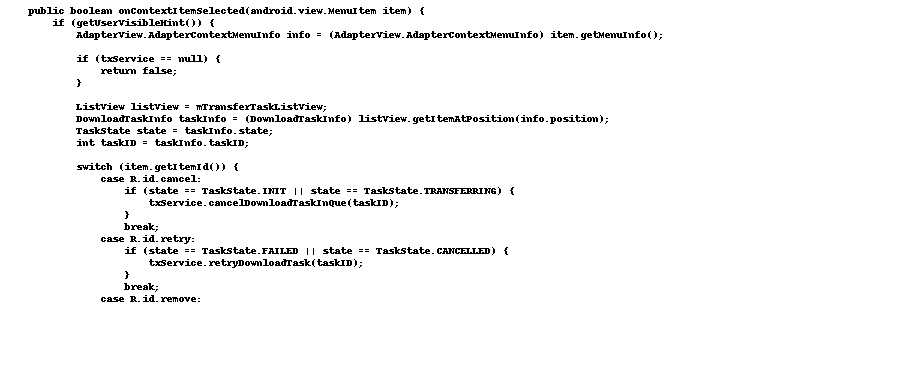 public boolean onContextItemSelected(android.view.MenuItem item) {
if (getUserVisibleHint()) {
AdapterView.AdapterContextMenuInfo info = (AdapterView.AdapterContextMenuInfo) item.getMenuInfo();
if (txService == null) {
return false;
}
ListView listView = mTransferTaskListView;
DownloadTaskInfo taskInfo = (DownloadTaskInfo) listView.getItemAtPosition(info.position);
TaskState state = taskInfo.state;
int taskID = taskInfo.taskID;
switch (item.getItemId()) {
case R.id.cancel:
if (state == TaskState.INIT || state == TaskState.TRANSFERRING) {
txService.cancelDownloadTaskInQue(taskID);
}
break;
case R.id.retry:
if (state == TaskState.FAILED || state == TaskState.CANCELLED) {
txService.retryDownloadTask(taskID);
}
break;
case R.id.remove: